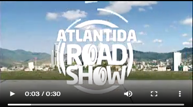 ATLÂNTIDA
ROAD
SHOW
0:03 / 0:30